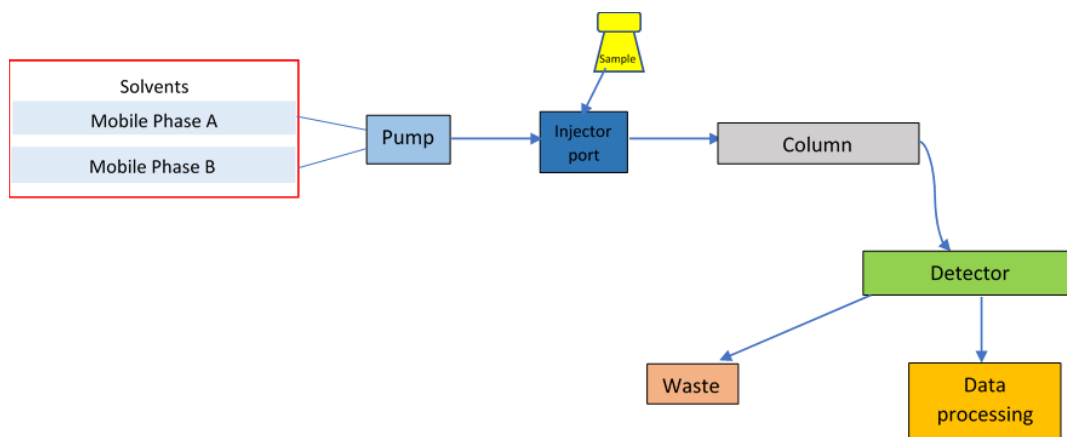 Sample
Solvents
Mobile Phase A
Mobile Phase B
Pump
Injector
port
Column
Detector
Waste
Data
processing